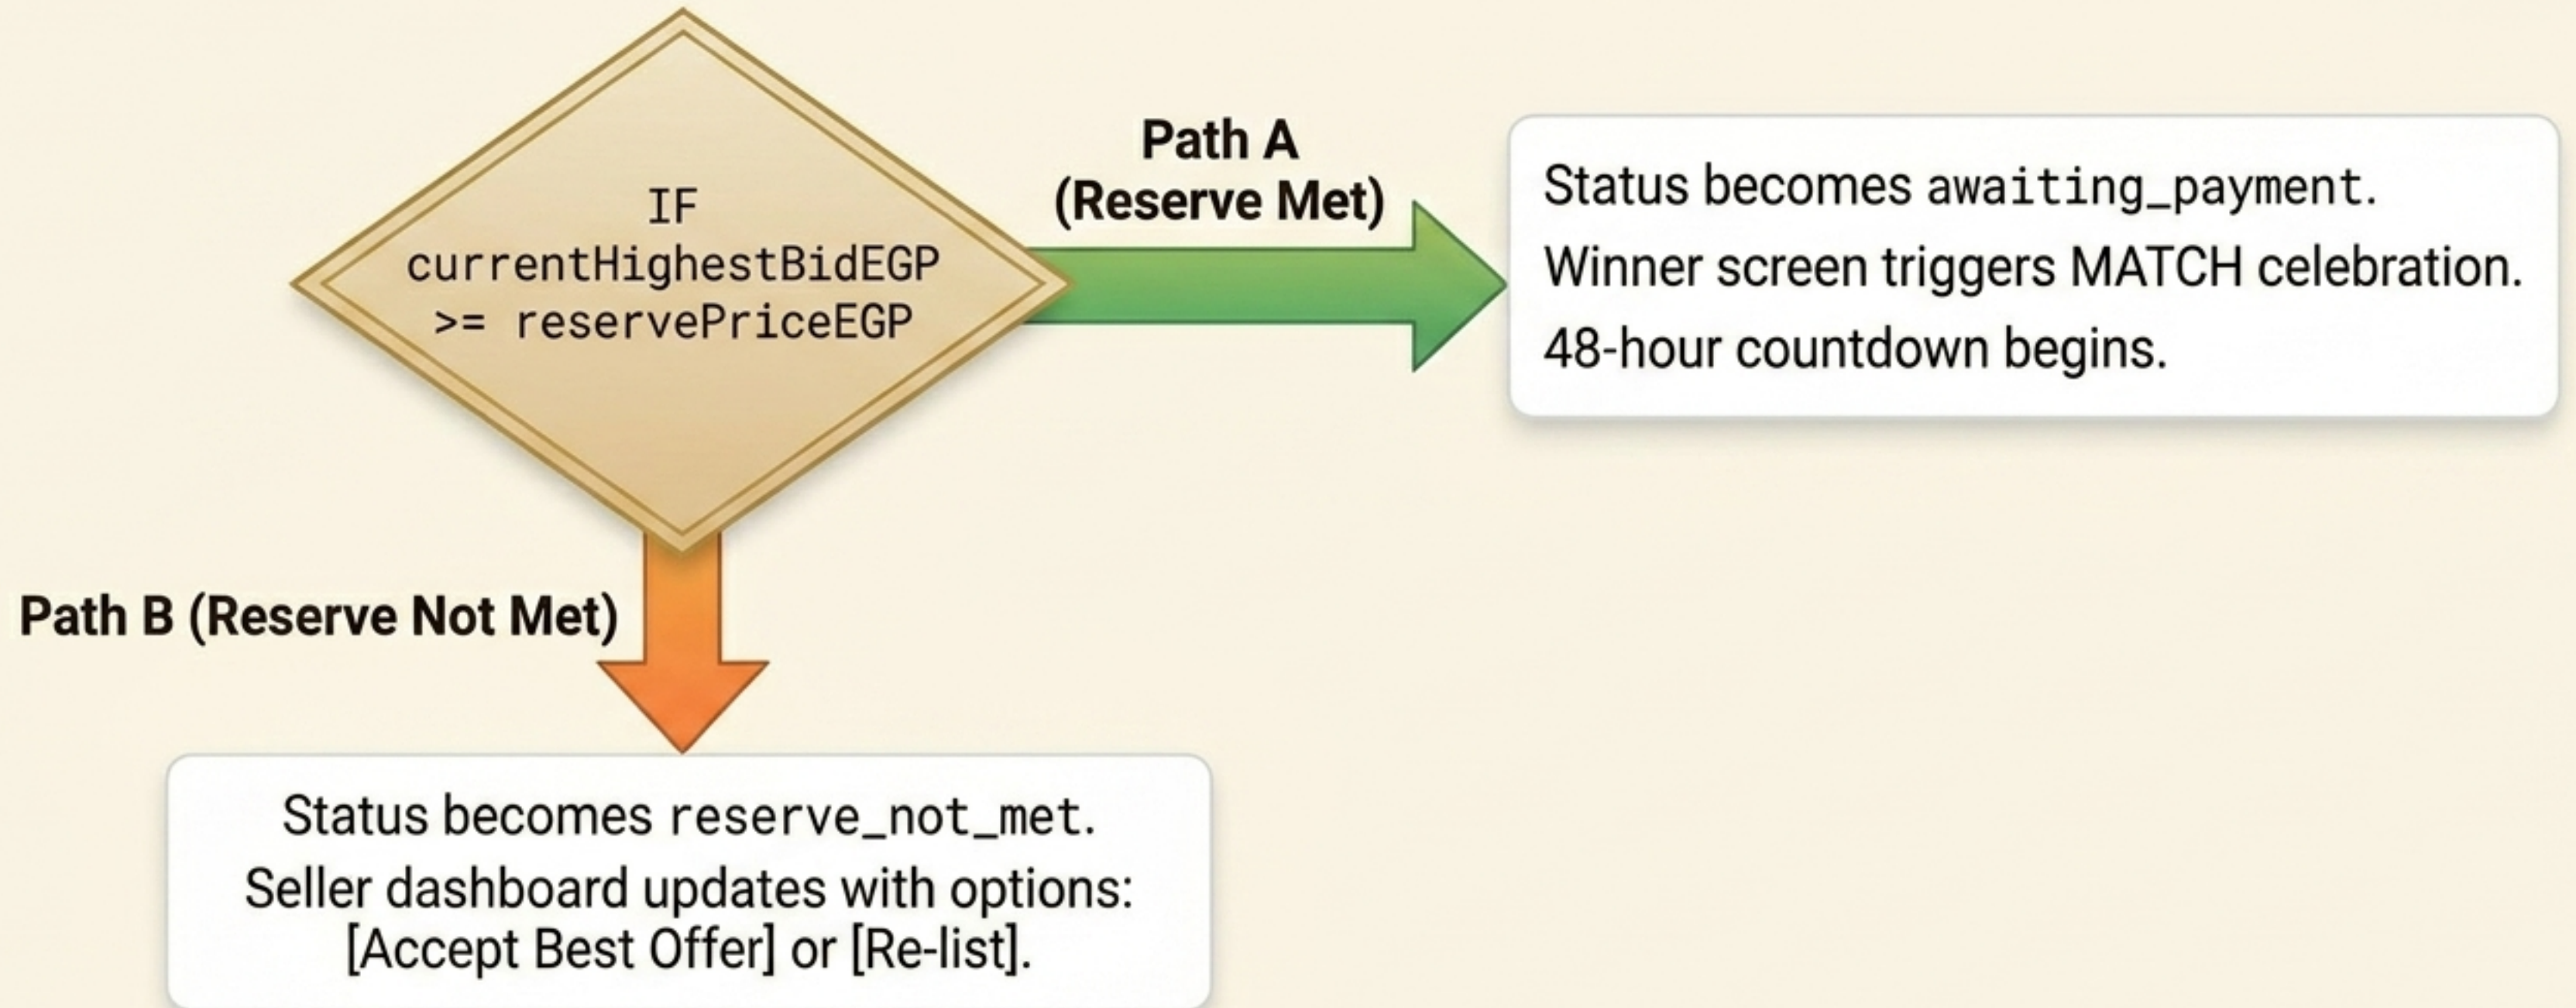 IF
currentHighestBidEGP
>= reservePriceEGP
Path A
(Reserve Met)
Status becomes awaiting_payment.
Winner screen triggers MATCH celebration.
48-hour countdown begins.
Path B (Reserve Not Met)
Status becomes reserve_not_met.
Seller dashboard updates with options:
[Accept Best Offer] or [Re-list].